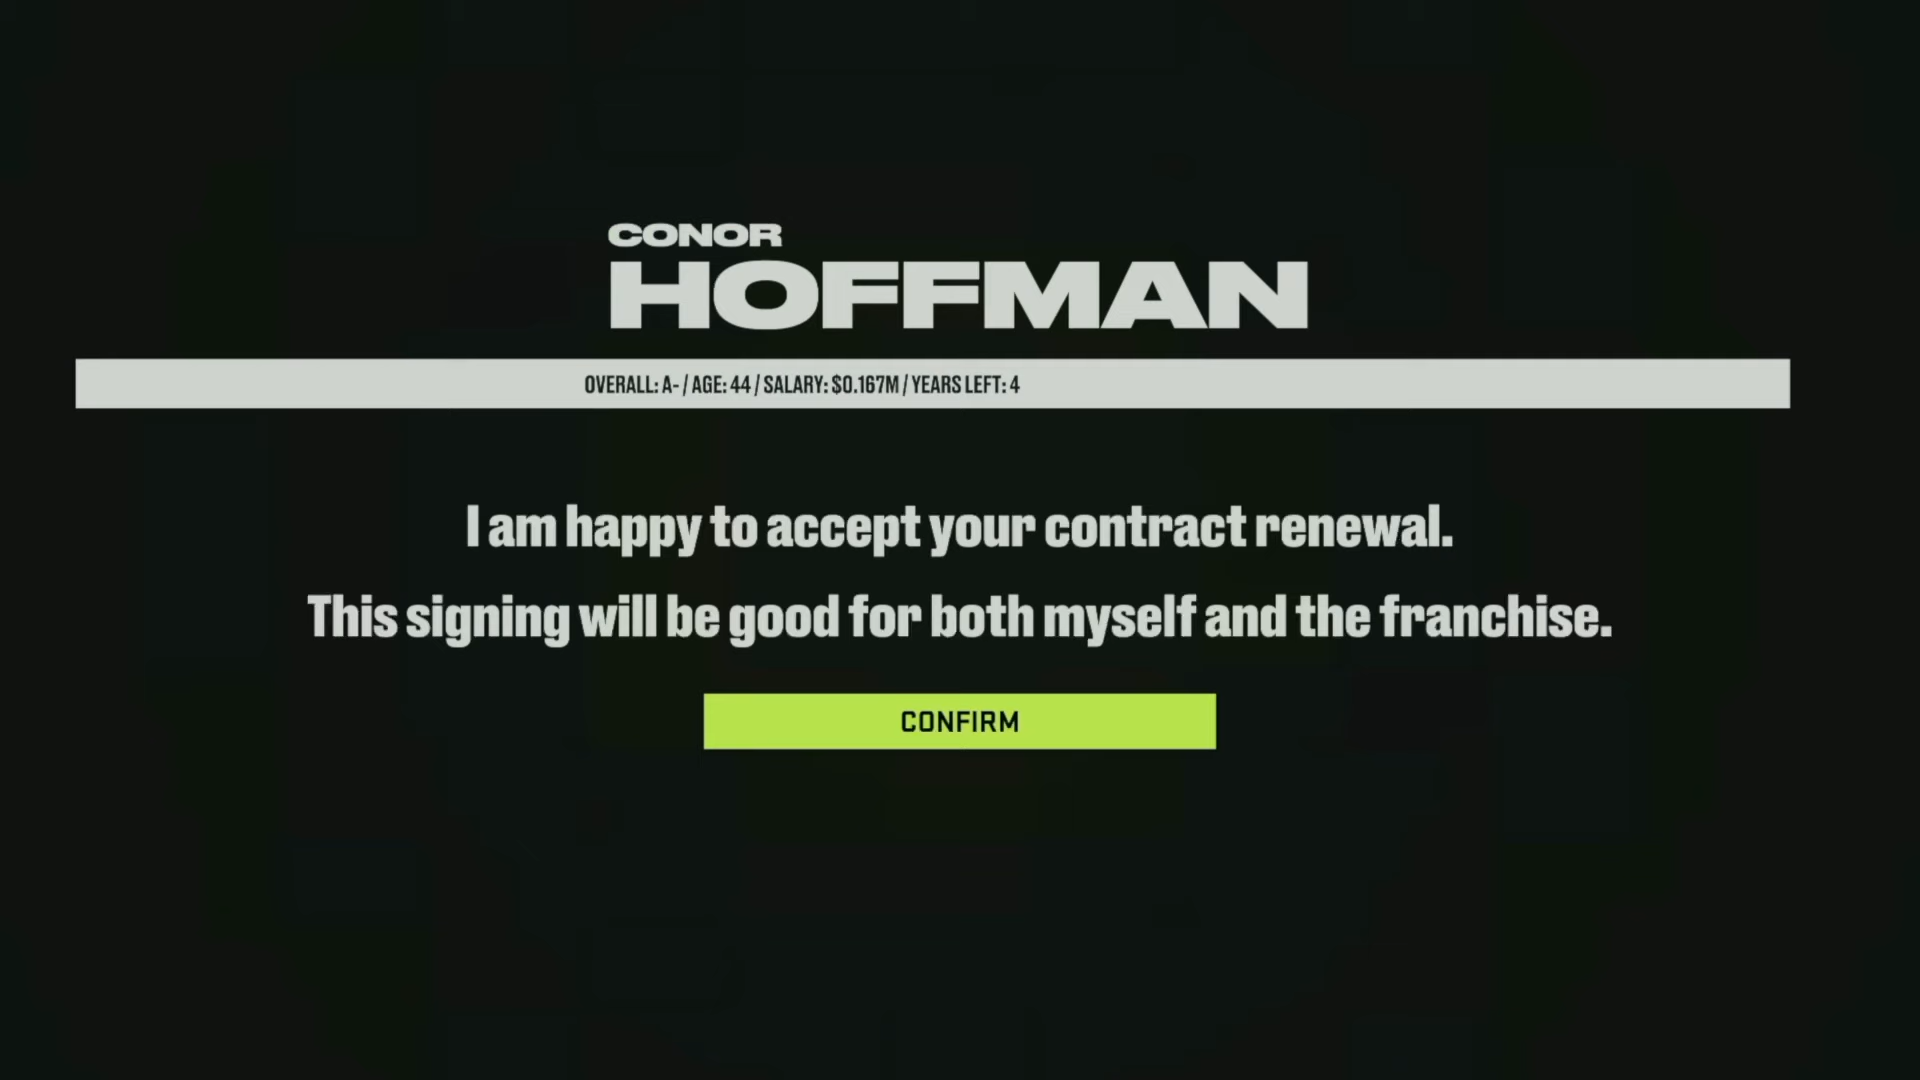 CONOR
HOFFMAN
OVERALL: A- / AGE: 44 / SALARY: $0.167M / YEARS LEFT: 4
I am happy to accept your contract renewal.
This signing will be good for both myself and the franchise.
CONFIRM